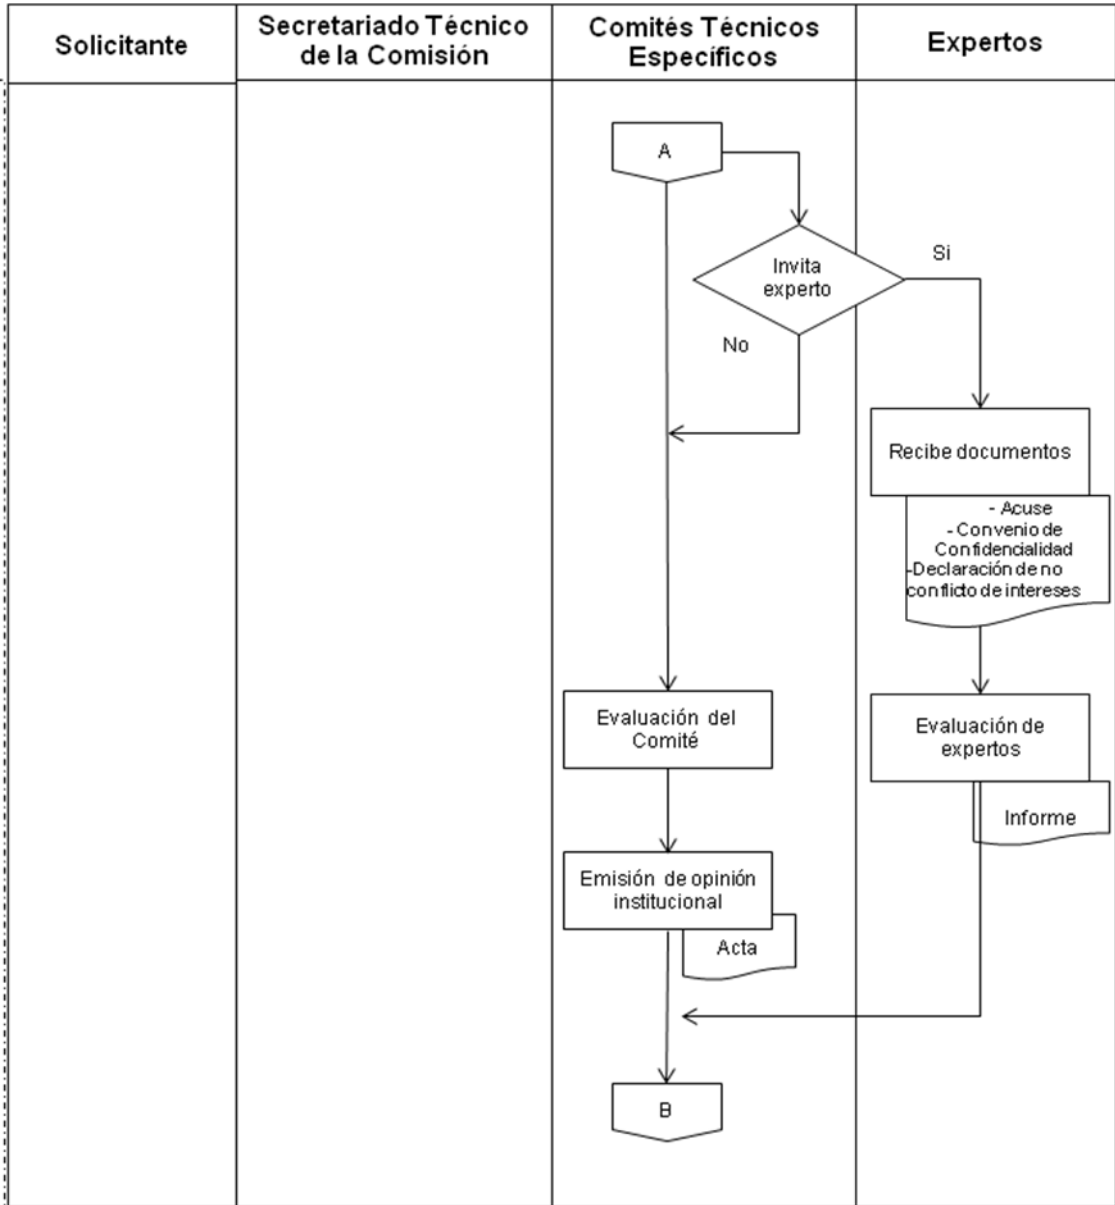 Solicitante
Secretariado Técnico
de la Comisión
Comités Técnicos
Específicos
Expertos
A
Invita
experto
Si
No
Recibe documentos
- Acuse
- Convenio de
Confidencialidad
-Declaración de no
conflicto de intereses
Evaluación del
Comité
Evaluación de
expertos
Informe
Emisión de opinión
institucional
Acta
B